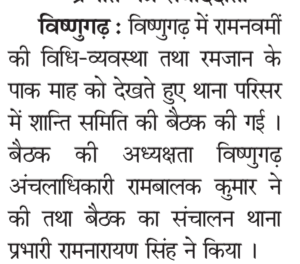 विष्णुगढ़ : विष्णुगढ़ में रामनवमीं
की विधि-व्यवस्था तथा रमजान के
पाक माह को देखते हुए थाना परिसर
में शान्ति समिति की बैठक की गई ।
बैठक की अध्यक्षता विष्णुगढ़
अंचलाधिकारी रामबालक कुमार ने
की तथा बैठक का संचालन थाना
प्रभारी रामनारायण सिंह ने किया ।